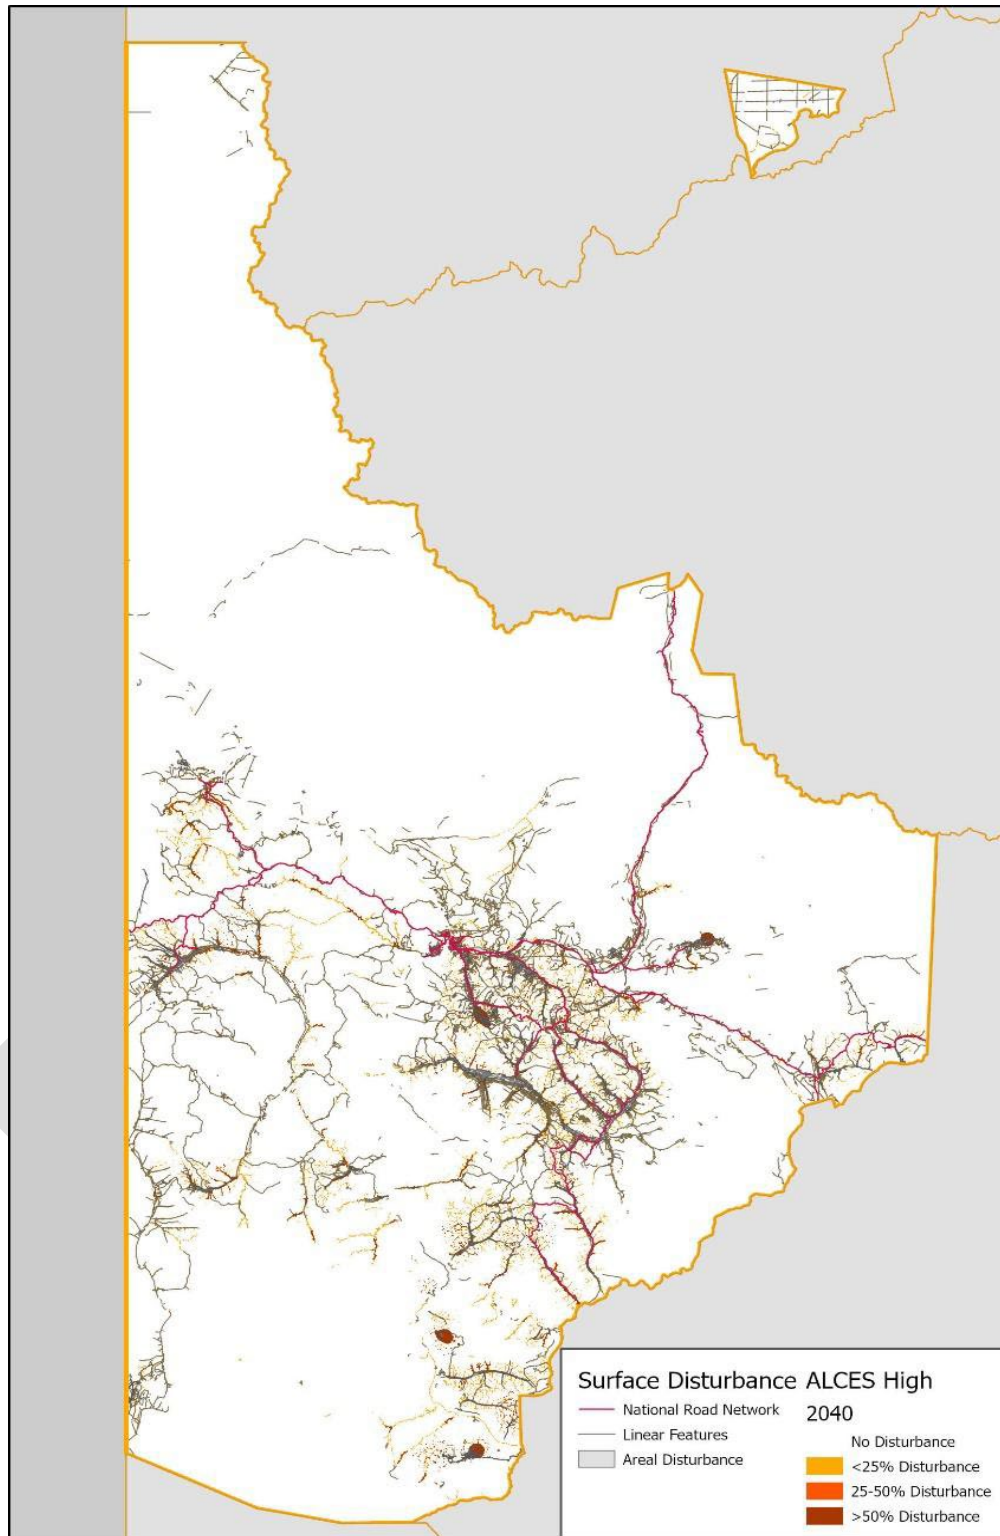 Surface Disturbance ALCES High
National Road Network 2040
Linear Features No Disturbance
Areal Disturbance <25% Disturbance
25-50% Disturbance
>50% Disturbance